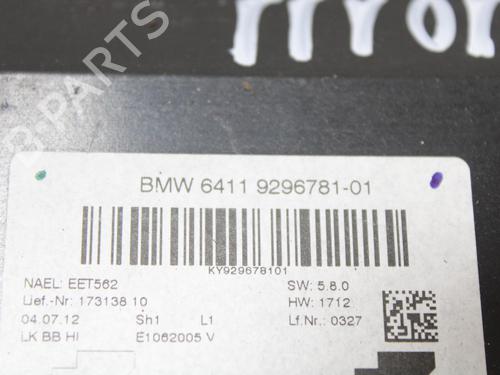 BMW 6411 9296781-01
KY929678101
NAEL: EET562 SW: 5.8.0
Lief.-Nr: 173138 10 HW: 1712
04.07.12 Sh1 L1 Lf.Nr.: 0327
LK BB HI E1062005 V